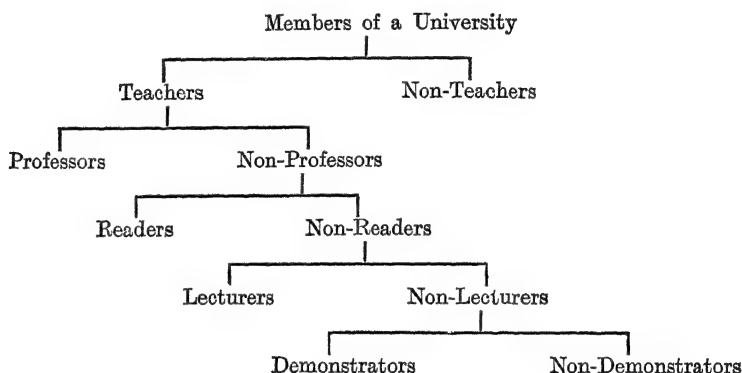 Members of a University
Teachers Non-Teachers
Professors Non-Professors
Readers Non-Readers
Lecturers Non-Lecturers
Demonstrators Non-Demonstrators